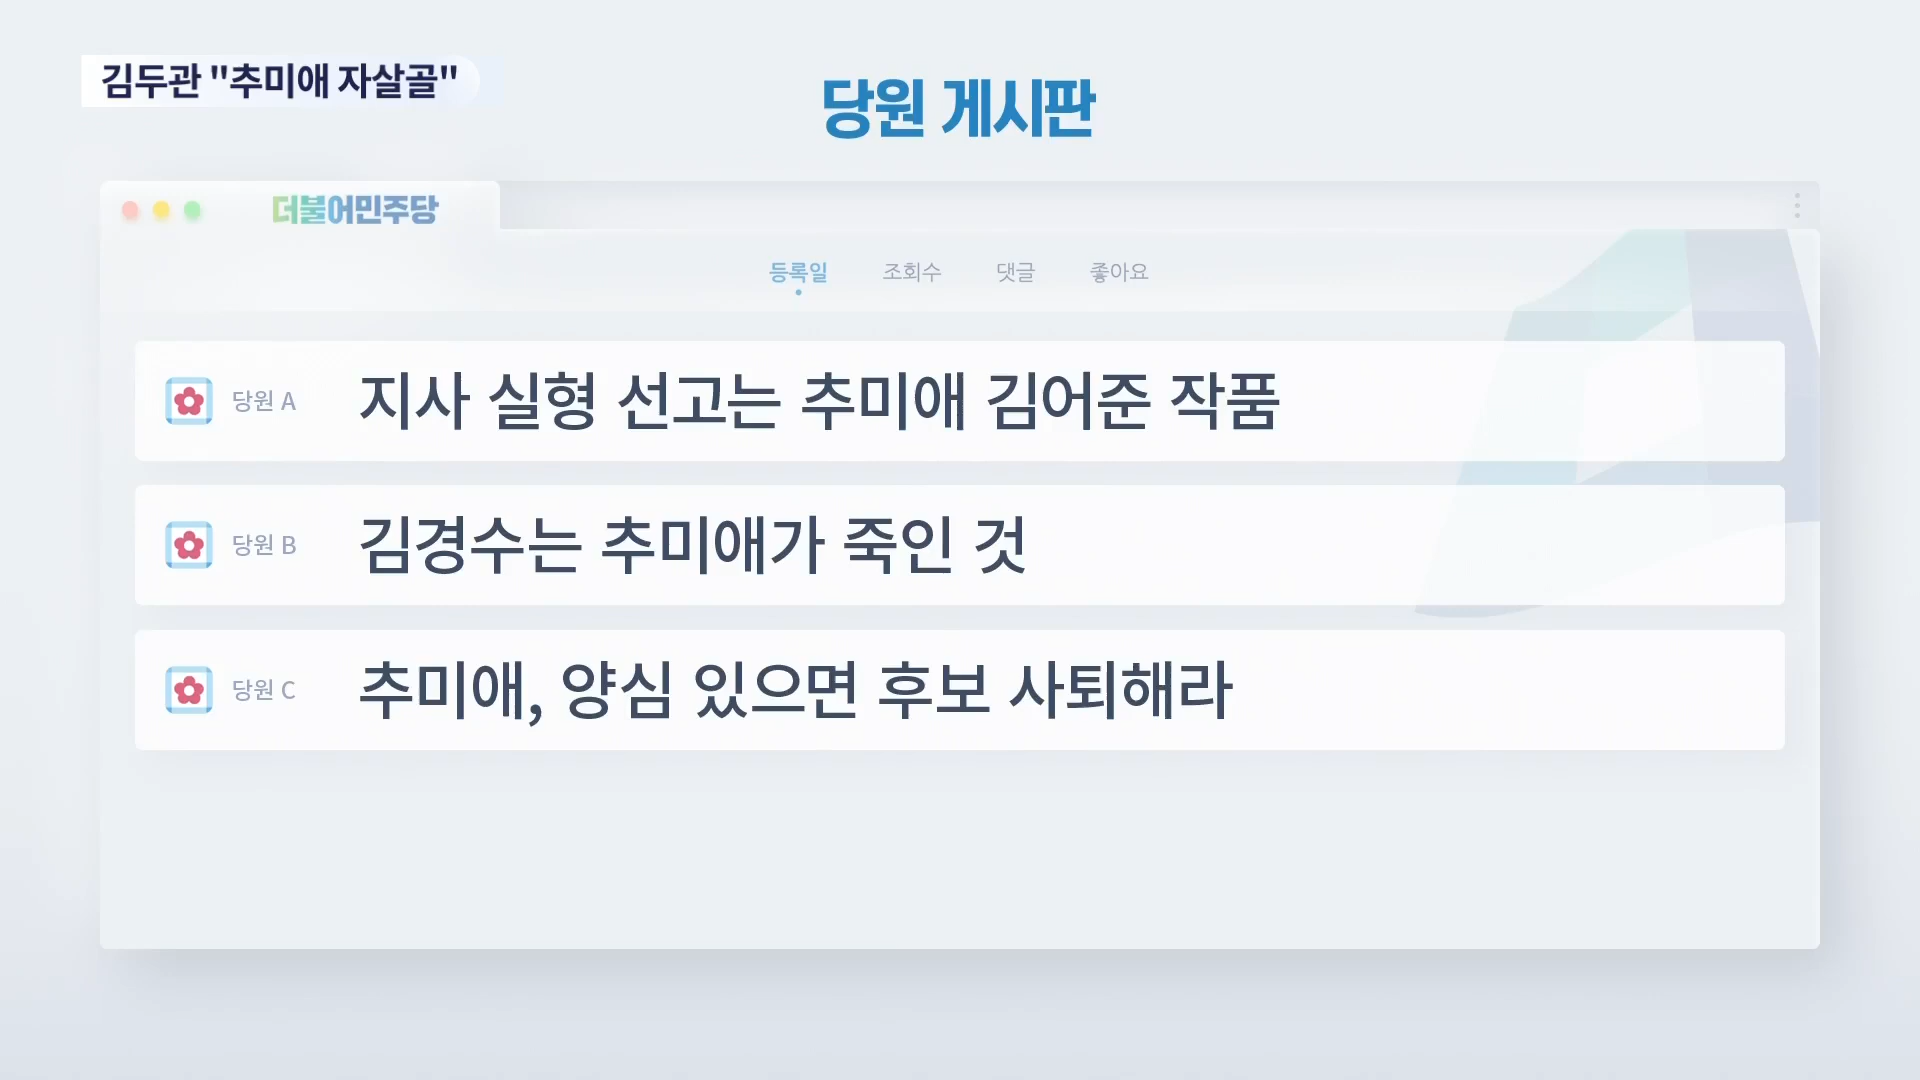 김두관 "추미애 자살골"
당원 게시판
더불어민주당
등록일 조회수 댓글 좋아요
당원 A 지사 실형 선고는 추미애 김어준 작품
당원 B 김경수는 추미애가 죽인 것
당원 C 추미애, 양심 있으면 후보 사퇴해라